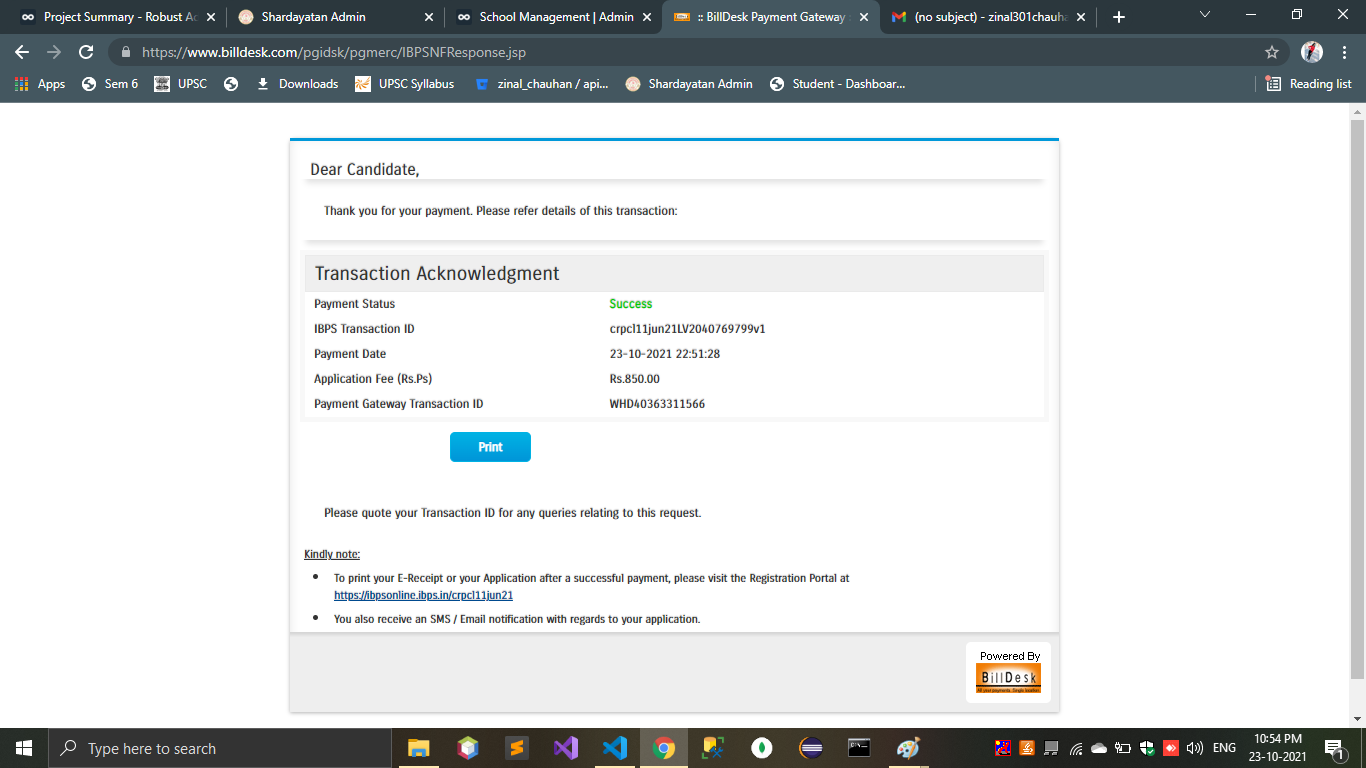 Project Summary - Robust Ac
Shardayatan Admin
School Management | Admin
:: BillDesk Payment Gateway :
(no subject) - zinal301chauha
https://www.billdesk.com/pgidsk/pgmerc/IBPSNFResponse.jsp
Apps
Sem 6
UPSC
Downloads
UPSC Syllabus
zinal_chauhan / api...
Shardayatan Admin
Student - Dashboar...
Reading list
Dear Candidate,
Thank you for your payment. Please refer details of this transaction:
Transaction Acknowledgment
Payment Status Success
IBPS Transaction ID crpcl11jun21LV2040769799v1
Payment Date 23-10-2021 22:51:28
Application Fee (Rs.Ps) Rs.850.00
Payment Gateway Transaction ID WHD40363311566
Print
Please quote your Transaction ID for any queries relating to this request.
Kindly note:
• To print your E-Receipt or your Application after a successful payment, please visit the Registration Portal at
https://ibpsonline.ibps.in/crpcl11jun21
• You also receive an SMS / Email notification with regards to your application.
Powered By
BillDesk
All your payments. Single location
Type here to search
ENG
10:54 PM
23-10-2021
1